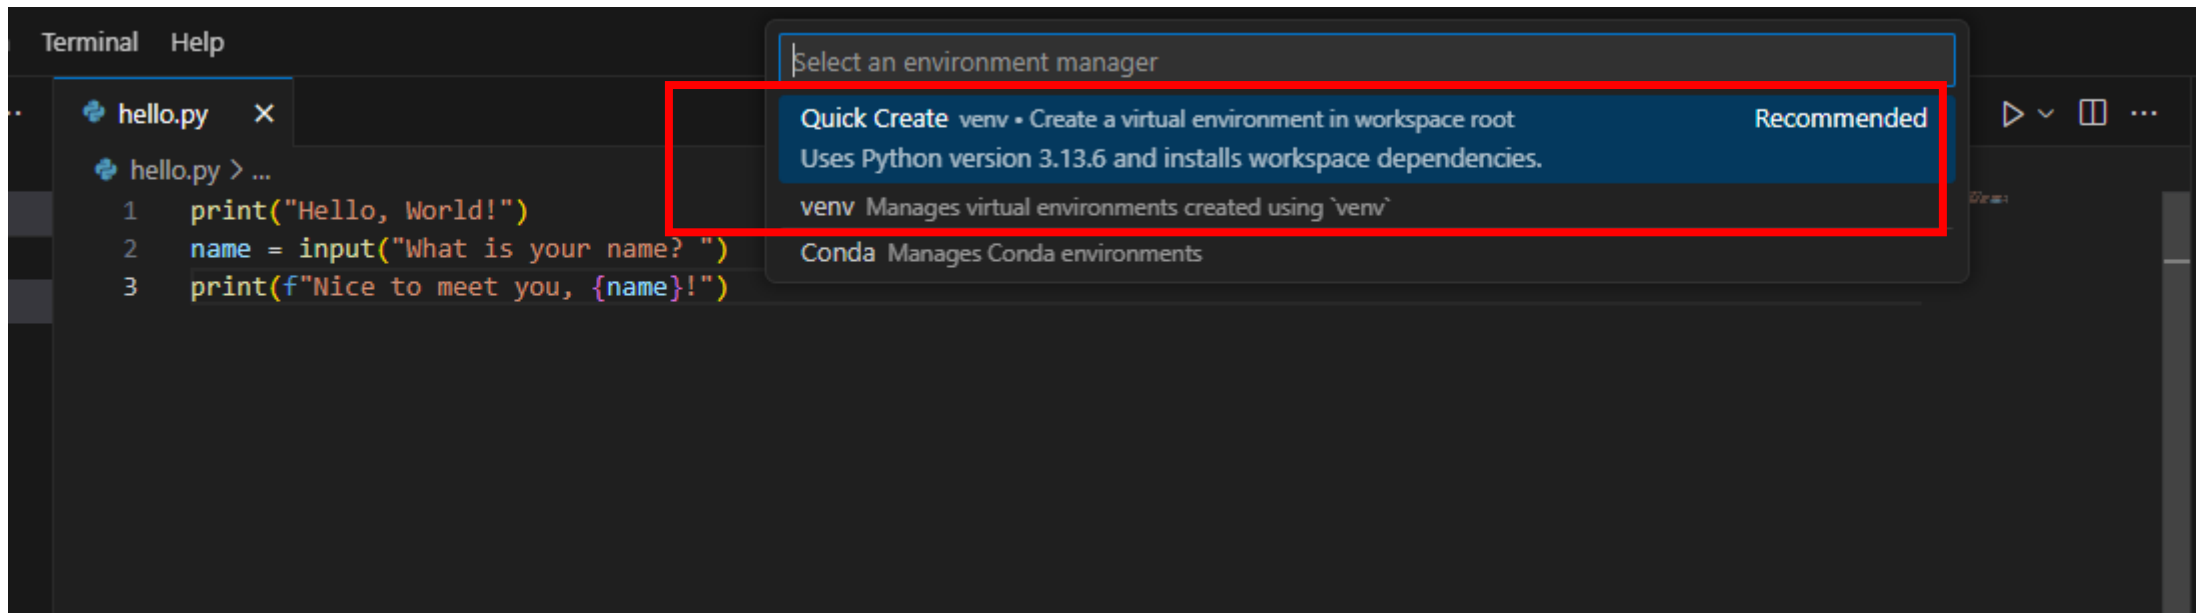 Terminal Help
Select an environment manager
hello.py ×
Quick Create venv • Create a virtual environment in workspace root Recommended
Uses Python version 3.13.6 and installs workspace dependencies.
venv Manages virtual environments created using `venv`
Conda Manages Conda environments
hello.py > ...
1 print("Hello, World!")
2 name = input("What is your name? ")
3 print(f"Nice to meet you, {name}!")